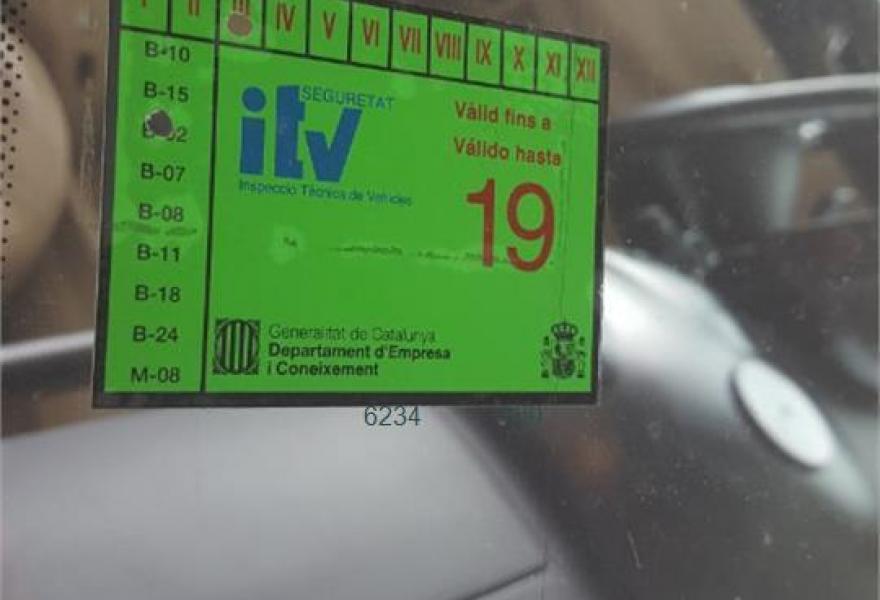 I II III IV V VI VII VIII IX X XI XII
B-10
B-15
B-07
B-08
B-11
B-18
B-24
M-08
SEGURETAT
itv
Inspecció Tècnica de Vehicles
Vàlid fins a
Válido hasta
19
Generalitat de Catalunya
Departament d'Empresa
i Coneixement
6234